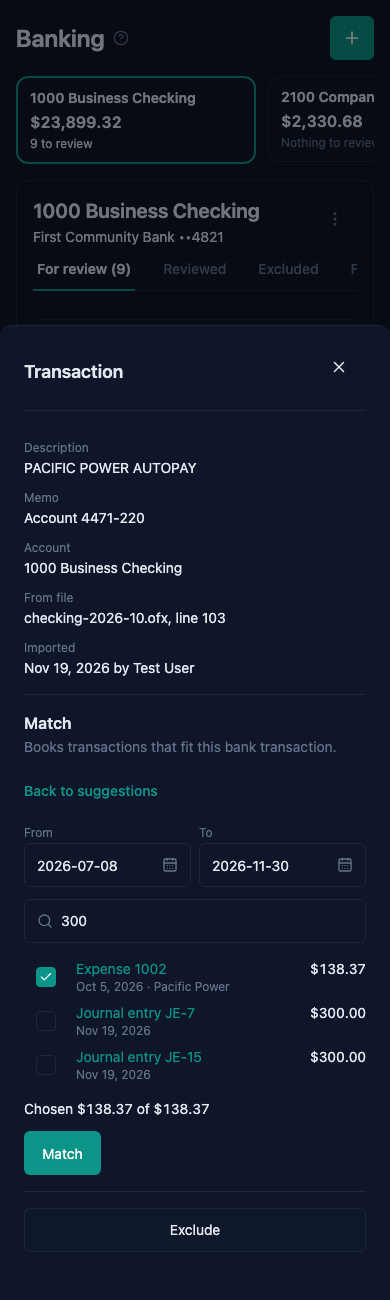 Banking
1000 Business Checking
$23,899.32
9 to review
2100 Compan
$2,330.68
Nothing to review
1000 Business Checking
First Community Bank ••4821
For review (9)
Reviewed
Excluded
F
Transaction
Description
PACIFIC POWER AUTOPAY
Memo
Account 4471-220
Account
1000 Business Checking
From file
checking-2026-10.ofx, line 103
Imported
Nov 19, 2026 by Test User
Match
Books transactions that fit this bank transaction.
Back to suggestions
From
To
2026-07-08
2026-11-30
300
Expense 1002
$138.37
Oct 5, 2026 · Pacific Power
Journal entry JE-7
$300.00
Nov 19, 2026
Journal entry JE-15
$300.00
Nov 19, 2026
Chosen $138.37 of $138.37
Match
Exclude